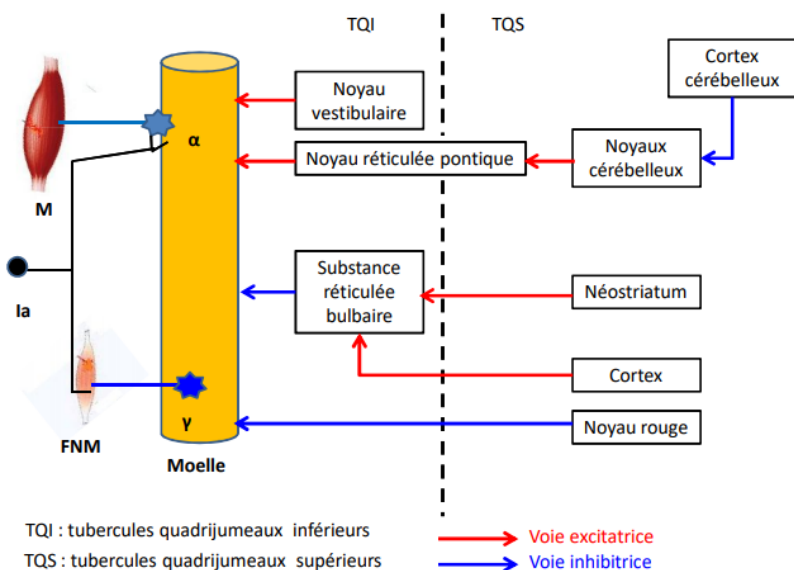 TQI
TQS
Cortex
cérébelleux
Noyau
vestibulaire
α
Noyau réticulée pontique
Noyaux
cérébelleux
M
Substance
réticulée
bulbaire
Néostriatum
Ia
Cortex
γ
Noyau rouge
FNM
Moelle
TQI : tubercules quadrijumeaux inférieurs
Voie excitatrice
TQS : tubercules quadrijumeaux supérieurs
Voie inhibitrice